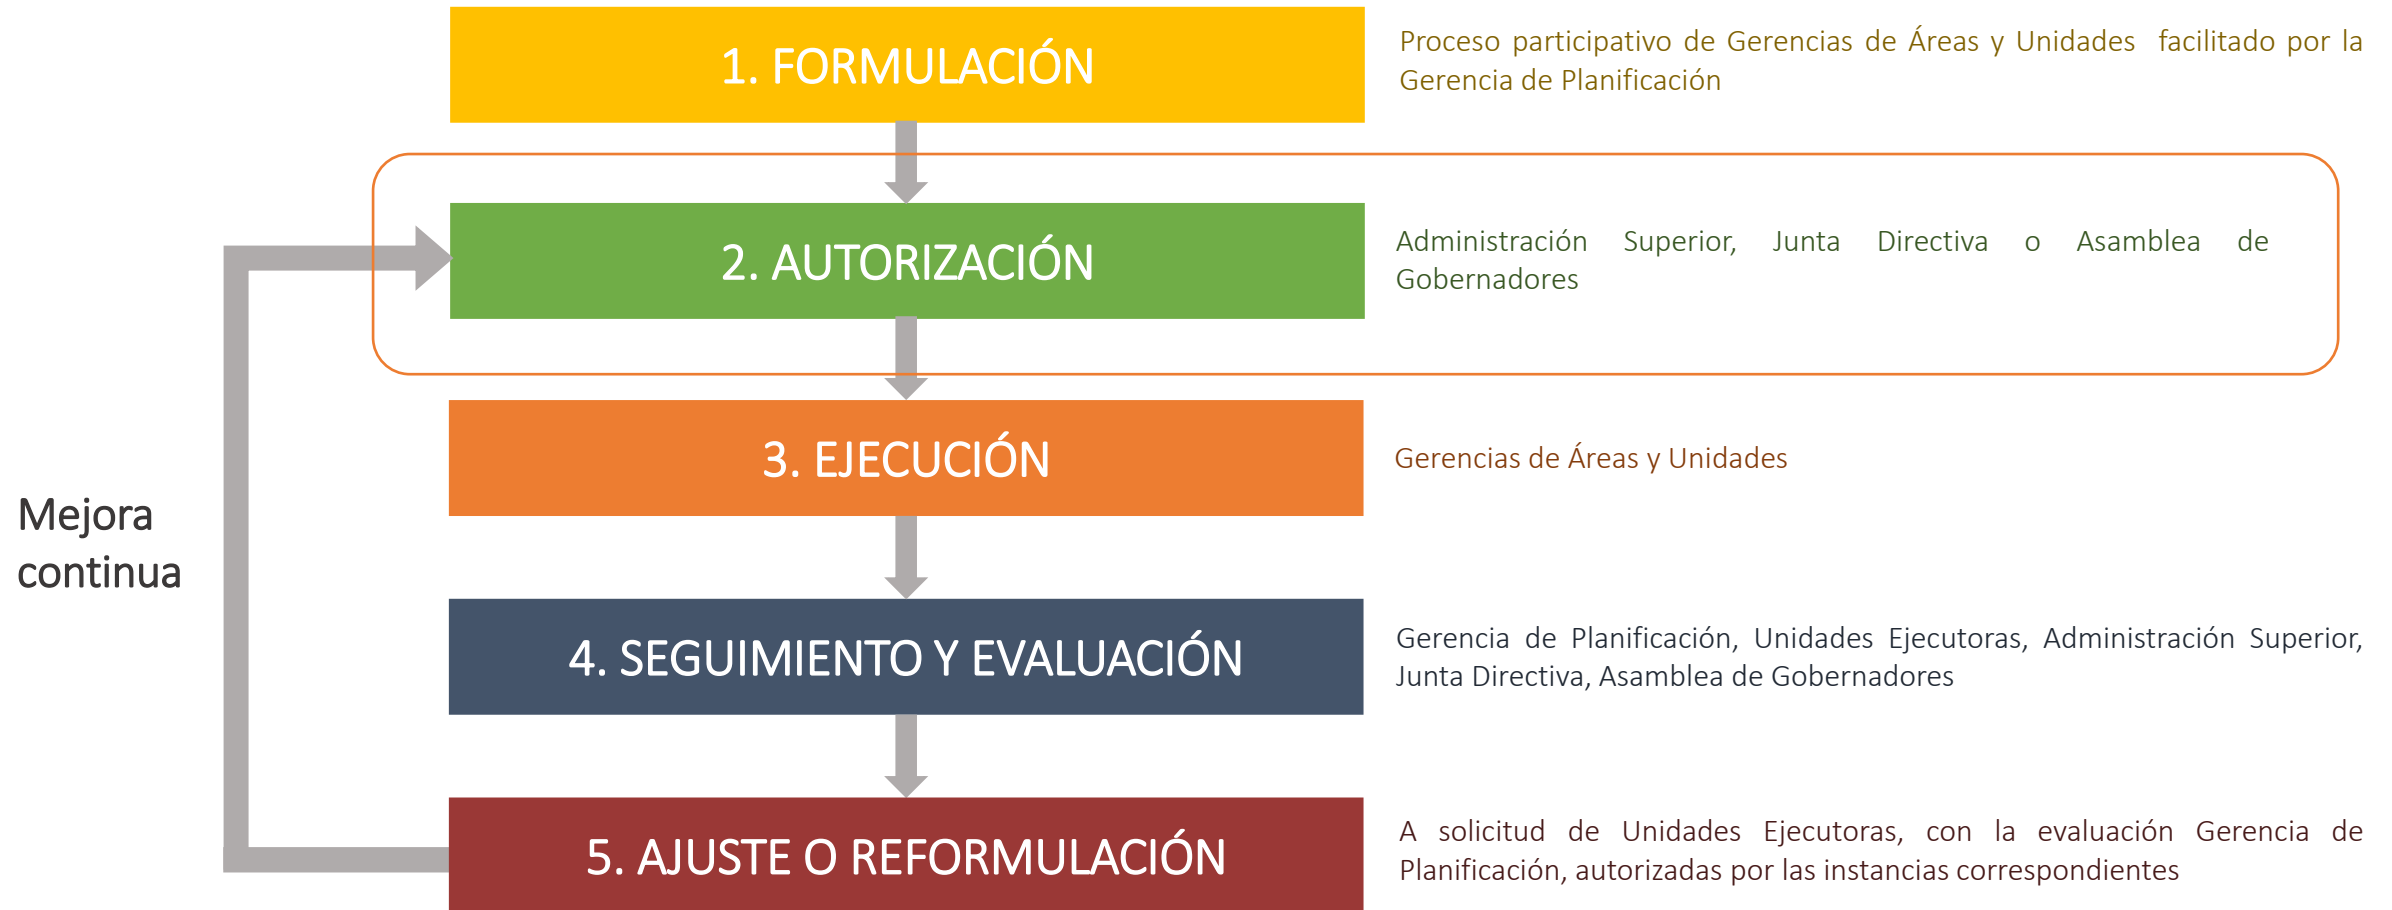 1. FORMULACIÓN
Proceso participativo de Gerencias de Áreas y Unidades facilitado por la
Gerencia de Planificación
2. AUTORIZACIÓN
Administración Superior, Junta Directiva o Asamblea de
Gobernadores
3. EJECUCIÓN
Gerencias de Áreas y Unidades
Mejora
continua
4. SEGUIMIENTO Y EVALUACIÓN
Gerencia de Planificación, Unidades Ejecutoras, Administración Superior,
Junta Directiva, Asamblea de Gobernadores
5. AJUSTE O REFORMULACIÓN
A solicitud de Unidades Ejecutoras, con la evaluación Gerencia de
Planificación, autorizadas por las instancias correspondientes